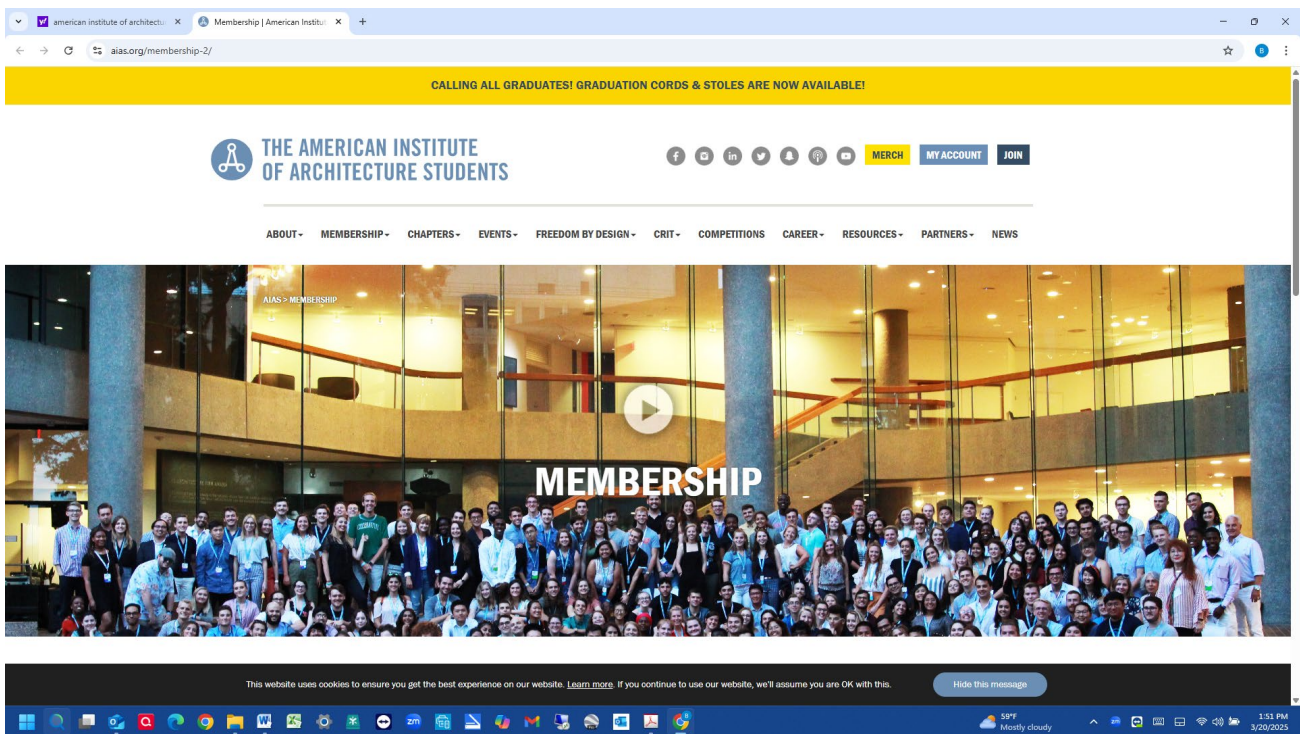 american institute of architectu
Membership | American Institut
aias.org/membership-2/
B
CALLING ALL GRADUATES! GRADUATION CORDS & STOLES ARE NOW AVAILABLE!
THE AMERICAN INSTITUTE
OF ARCHITECTURE STUDENTS
MERCH MY ACCOUNT JOIN
ABOUT MEMBERSHIP CHAPTERS EVENTS FREEDOM BY DESIGN CRIT COMPETITIONS CAREER RESOURCES PARTNERS NEWS
AIAS > MEMBERSHIP
MEMBERSHIP
This website uses cookies to ensure you get the best experience on our website. Learn more. If you continue to use our website, we'll assume you are OK with this.
Hide this message
59°F
Mostly cloudy
1:51 PM
3/20/2025